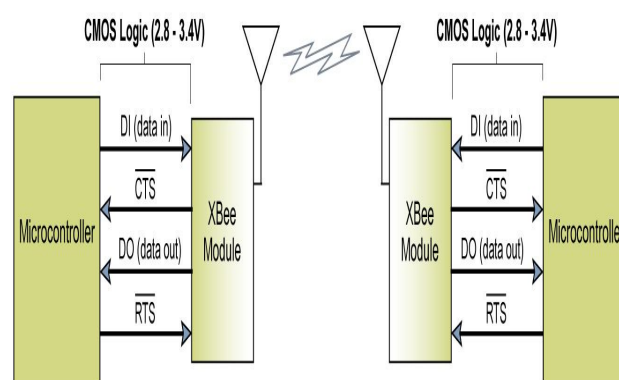 CMOS Logic (2.8 - 3.4V)
CMOS Logic (2.8 - 3.4V)
DI (data in)
CTS
DO (data out)
RTS
Microcontroller
XBee
Module
XBee
Module
DI (data in)
CTS
DO (data out)
RTS
Microcontrolle